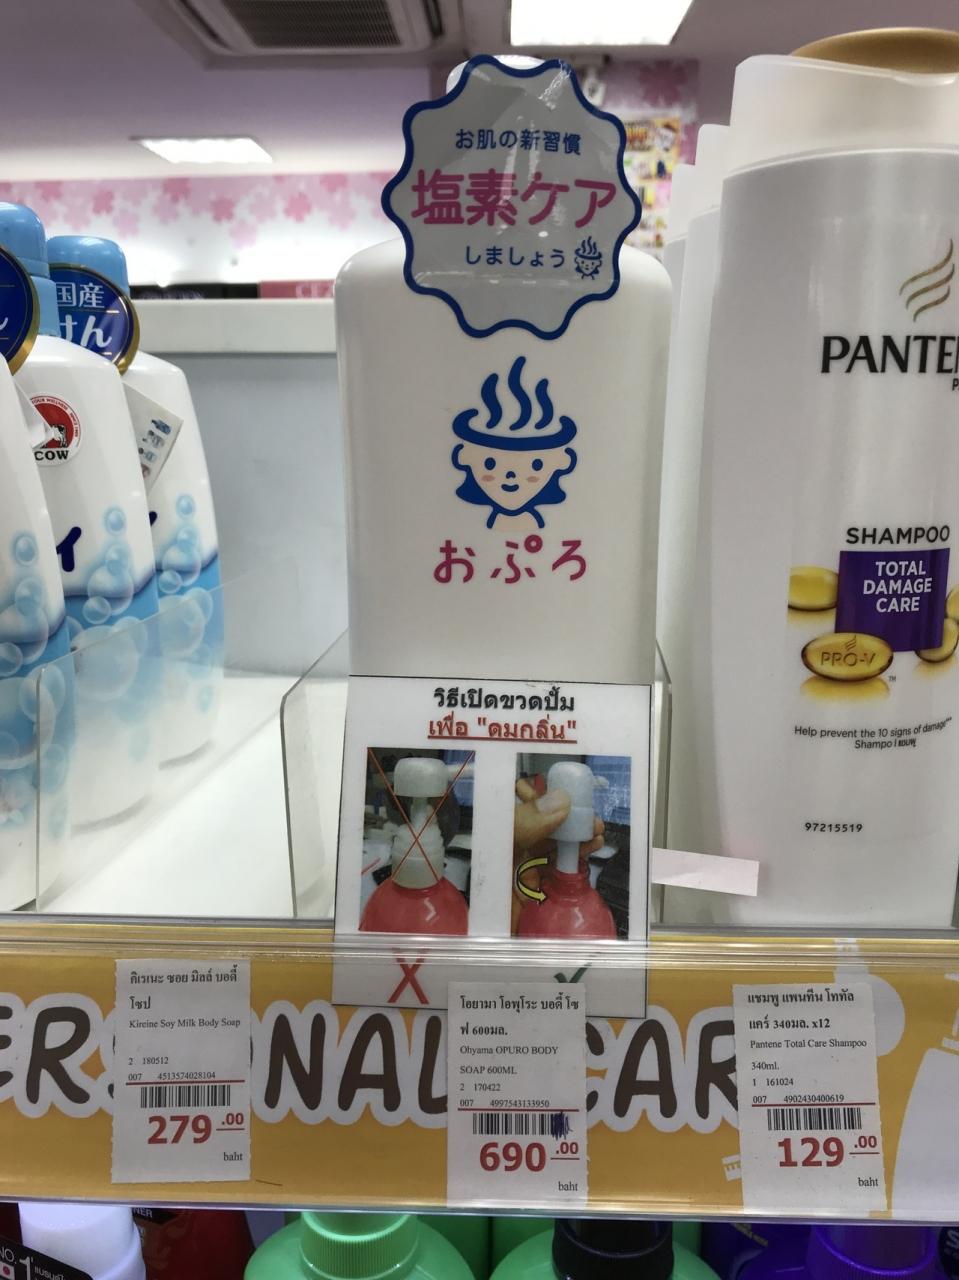 お肌の新習慣
塩素ケア
しましょう
おぷろ
国産
けん
COW
PANTE
SHAMPOO
TOTAL
DAMAGE
CARE
PRO-V
Help prevent the 10 signs of damage
97215519
วิธีเปิดขวดปั้ม
เพื่อ "ดมกลิ่น"
X ✓
PERSONAL CAR
คิเรเนะ ซอย มิลล์ บอดี้
โซป
Kireine Soy Milk Body Soap
2 180512
007 4513574028104
279.00
baht
โอยามา โอพุโระ บอดี้ โซ
ฟ 600มล.
Ohyama OPURO BODY
SOAP 600ML
2 170422
007 4997543133950
690.00
baht
แชมพู แพนทีน โททัล
แคร์ 340มล. x12
Pantene Total Care Shampoo
340ml.
1 161024
007 4902430400619
129.00
baht
NO.1